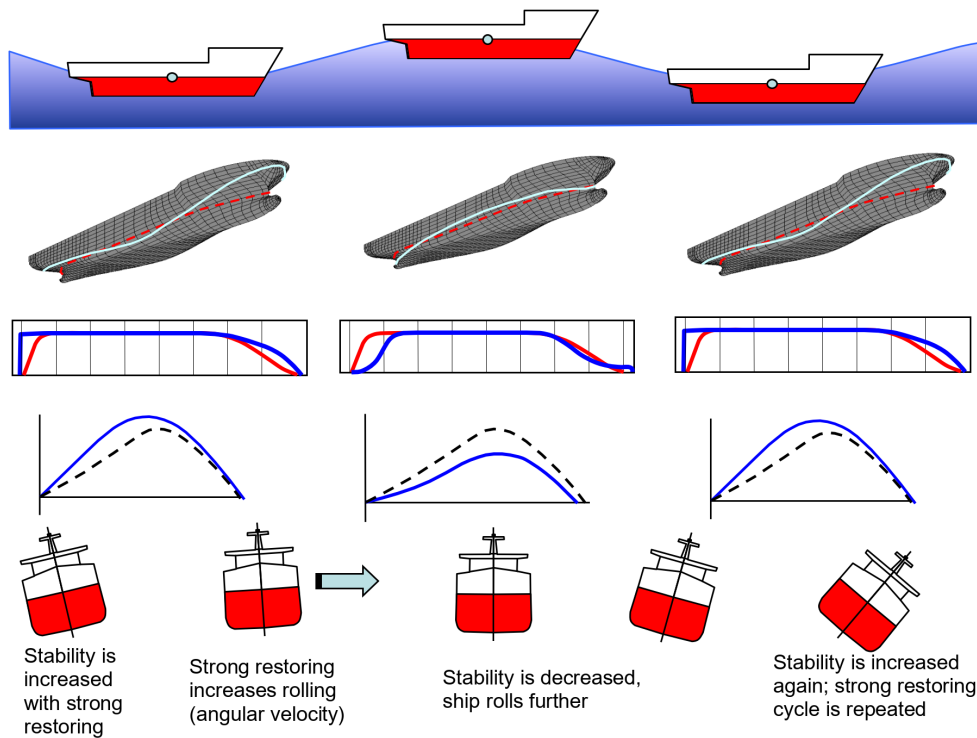 Stability is
increased
with strong
restoring
Strong restoring
increases rolling
(angular velocity)
Stability is decreased,
ship rolls further
Stability is increased
again; strong restoring
cycle is repeated